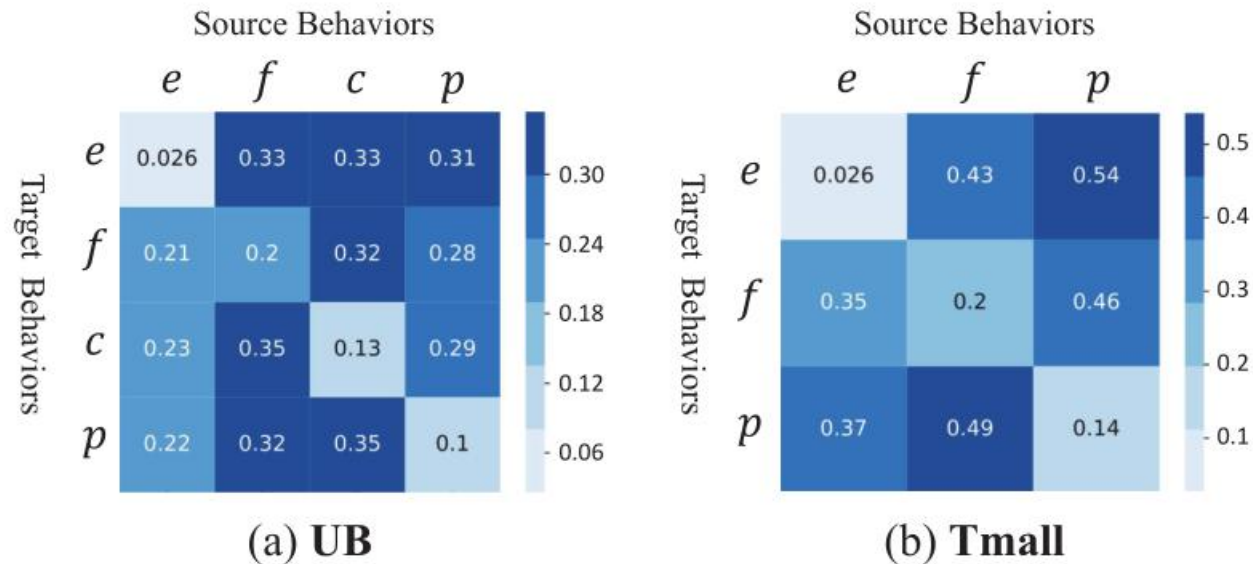 Source Behaviors
e f c p
Target Behaviors
e 0.026 0.33 0.33 0.31
f 0.21 0.2 0.32 0.28
c 0.23 0.35 0.13 0.29
p 0.22 0.32 0.35 0.1
0.30
0.24
0.18
0.12
0.06
(a) UB
Source Behaviors
e f p
Target Behaviors
e 0.026 0.43 0.54
f 0.35 0.2 0.46
p 0.37 0.49 0.14
0.5
0.4
0.3
0.2
0.1
(b) Tmall